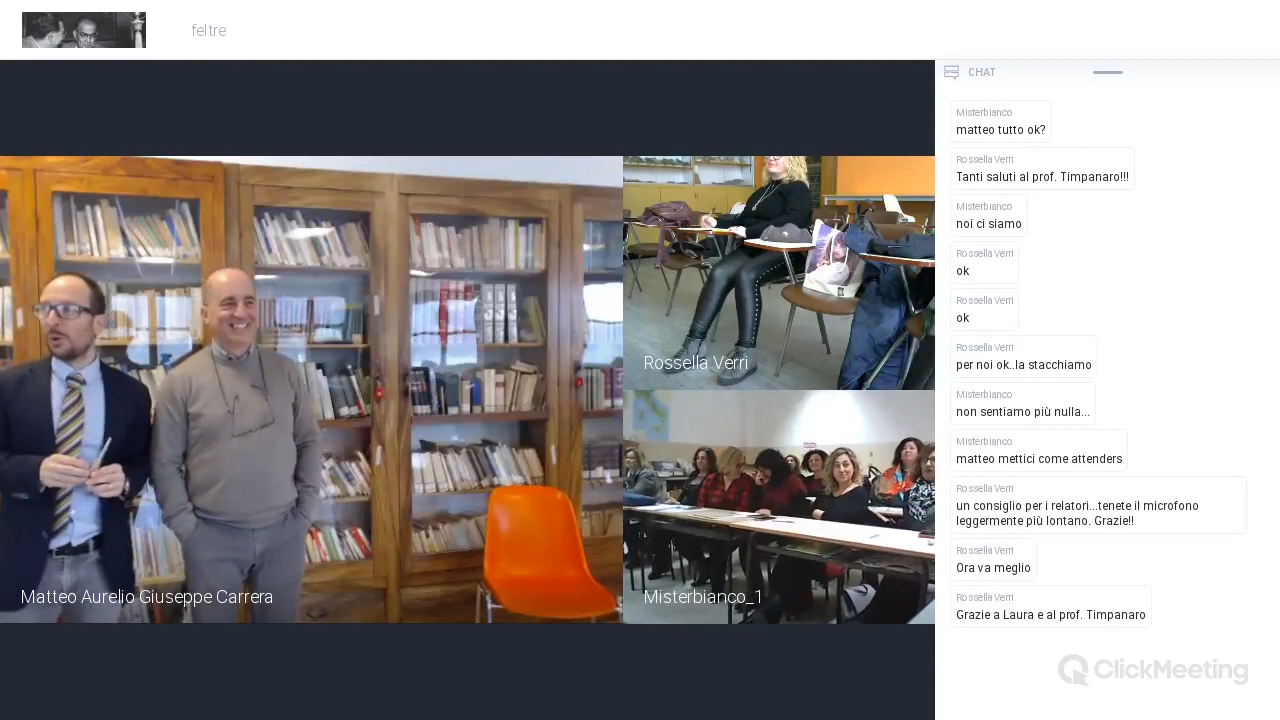 feltre
CHAT
Misterbianco
matteo tutto ok?
Rossella Verri
Tanti saluti al prof. Timpanaro!!!
Misterbianco
noi ci siamo
Rossella Verri
ok
Rossella Verri
ok
Rossella Verri
per noi ok..la stacchiamo
Misterbianco
non sentiamo più nulla...
Misterbianco
matteo mettici come attenders
Rossella Verri
un consiglio per i relatori...tenete il microfono
leggermente più lontano. Grazie!!
Rossella Verri
Ora va meglio
Rossella Verri
Grazie a Laura e al prof. Timpanaro
Rossella Verri
Matteo Aurelio Giuseppe Carrera
Misterbianco_1
ClickMeeting